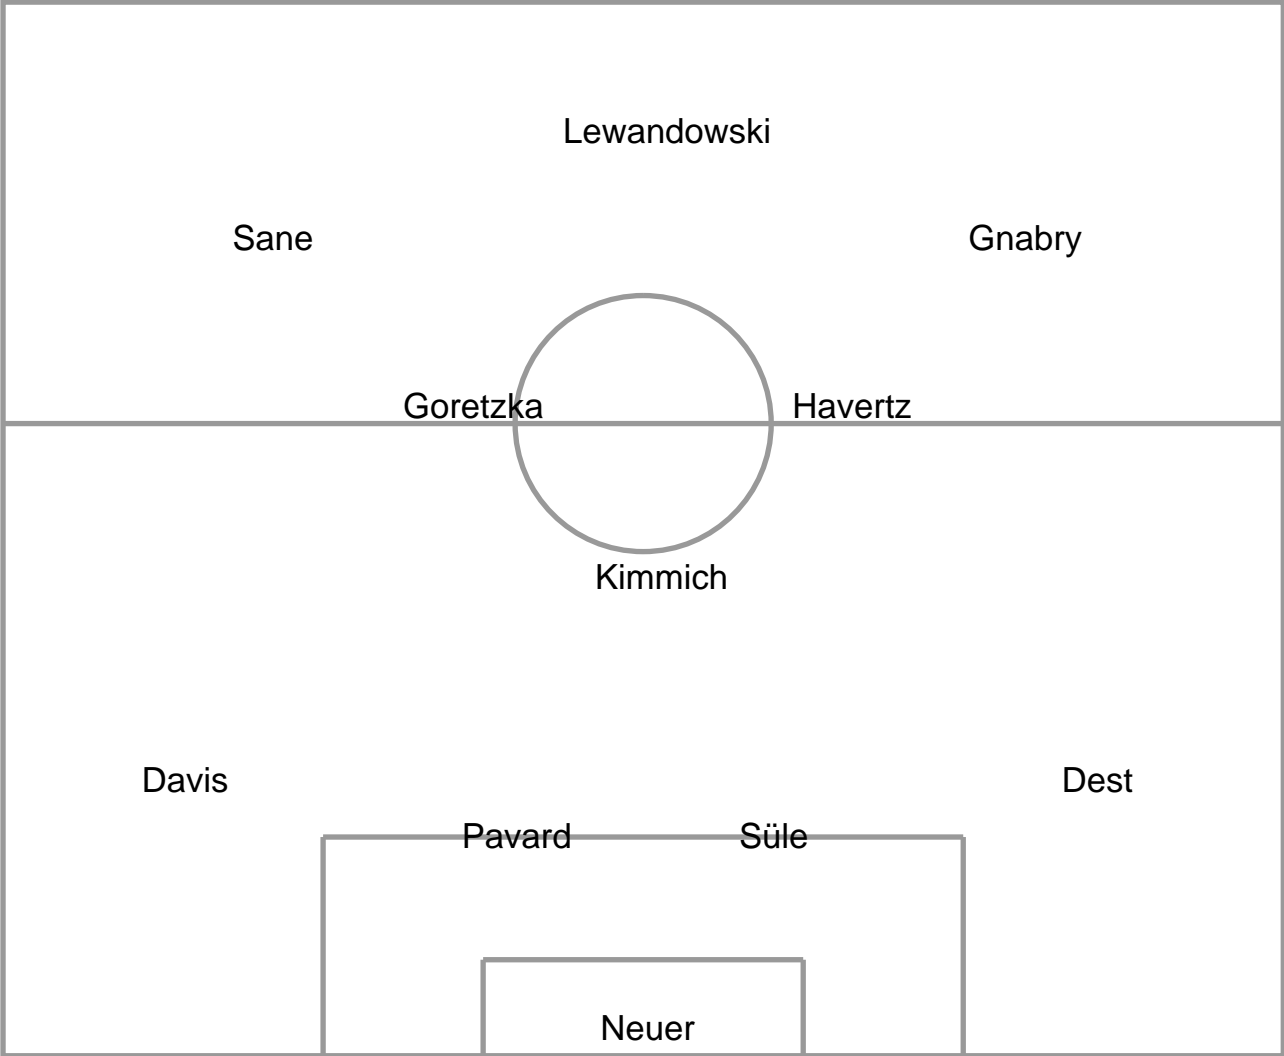 Lewandowski
Sane
Gnabry
Goretzka
Havertz
Kimmich
Davis
Dest
Pavard
Süle
Neuer